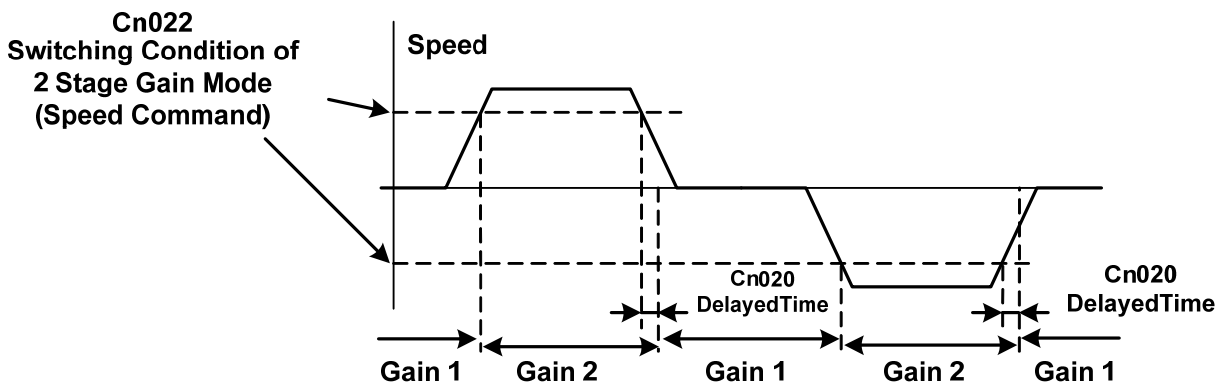 Cn022
Switching Condition of
2 Stage Gain Mode
(Speed Command)
Speed
Cn020
DelayedTime
Cn020
DelayedTime
Gain 1
Gain 2
Gain 1
Gain 2
Gain 1